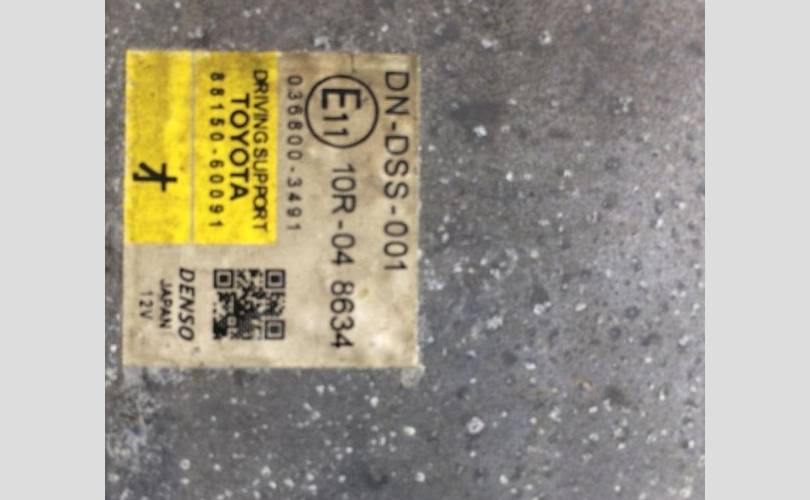 DN-DSS-001
E11 10R-04 8634
036800-3491
DRIVING SUPPORT
TOYOTA
88150-60091
オ
DENSO
JAPAN
12V